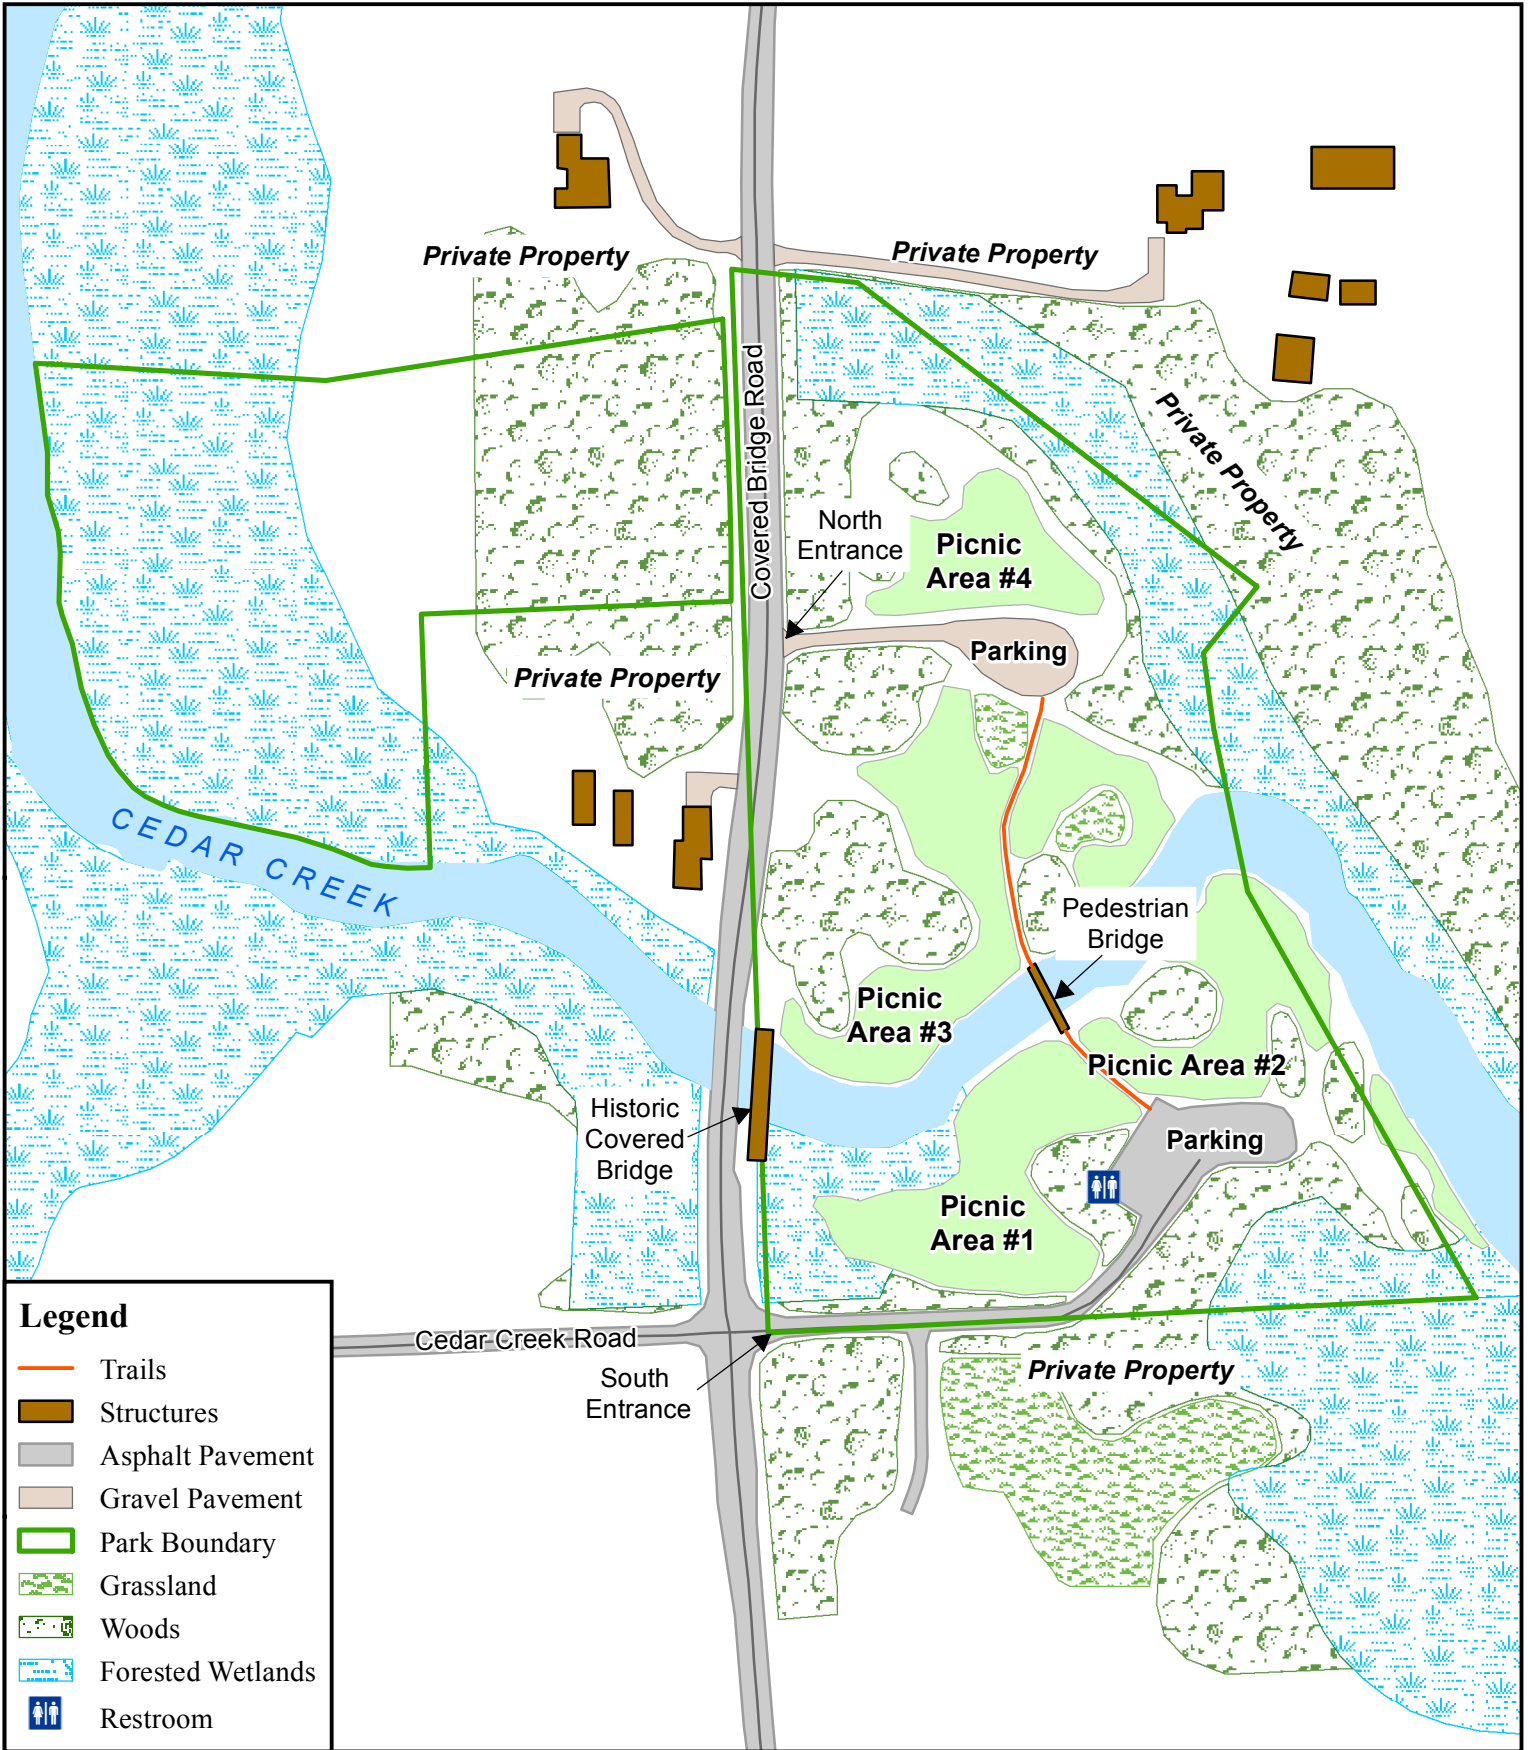 Private Property
Private Property
Private Property
Covered Bridge Road
North
Entrance
Picnic
Area #4
Parking
Private Property
CEDAR CREEK
Pedestrian
Bridge
Picnic
Area #3
Picnic Area #2
Historic
Covered
Bridge
Parking
Picnic
Area #1
Cedar Creek Road
South
Entrance
Private Property
Legend
Trails
Structures
Asphalt Pavement
Gravel Pavement
Park Boundary
Grassland
Woods
Forested Wetlands
Restroom